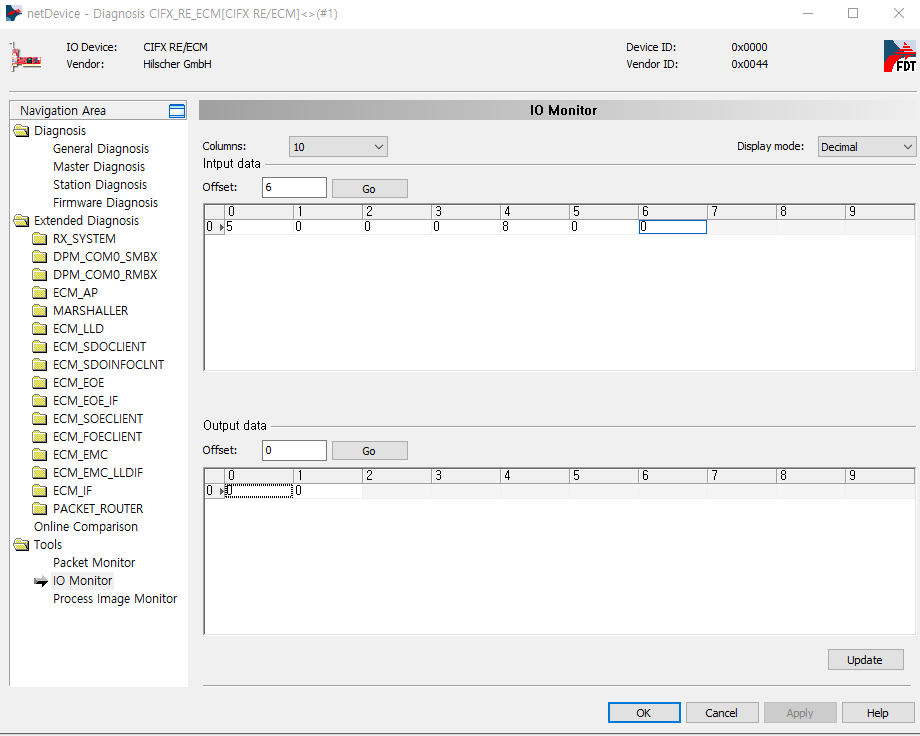 netDevice - Diagnosis CIFX_RE_ECM[CIFX RE/ECM]<>(#1)
IO Device: CIFX RE/ECM Device ID: 0x0000
Vendor: Hilscher GmbH Vendor ID: 0x0044
FDT
Navigation Area
Diagnosis
General Diagnosis
Master Diagnosis
Station Diagnosis
Firmware Diagnosis
Extended Diagnosis
RX_SYSTEM
DPM_COM0_SMBX
DPM_COM0_RMBX
ECM_AP
MARSHALLER
ECM_LLD
ECM_SDOCLIENT
ECM_SDOINFOCLNT
ECM_EOE
ECM_EOE_IF
ECM_SOECLIENT
ECM_FOECLIENT
ECM_EMC
ECM_EMC_LLDIF
ECM_IF
PACKET_ROUTER
Online Comparison
Tools
Packet Monitor
IO Monitor
Process Image Monitor
IO Monitor
Columns: 10 Display mode: Decimal
Intput data
Offset: 6 Go
0 1 2 3 4 5 6 7 8 9
0 5 0 0 0 8 0 0
Output data
Offset: 0 Go
0 1 2 3 4 5 6 7 8 9
0 0 0
Update
OK Cancel Apply Help